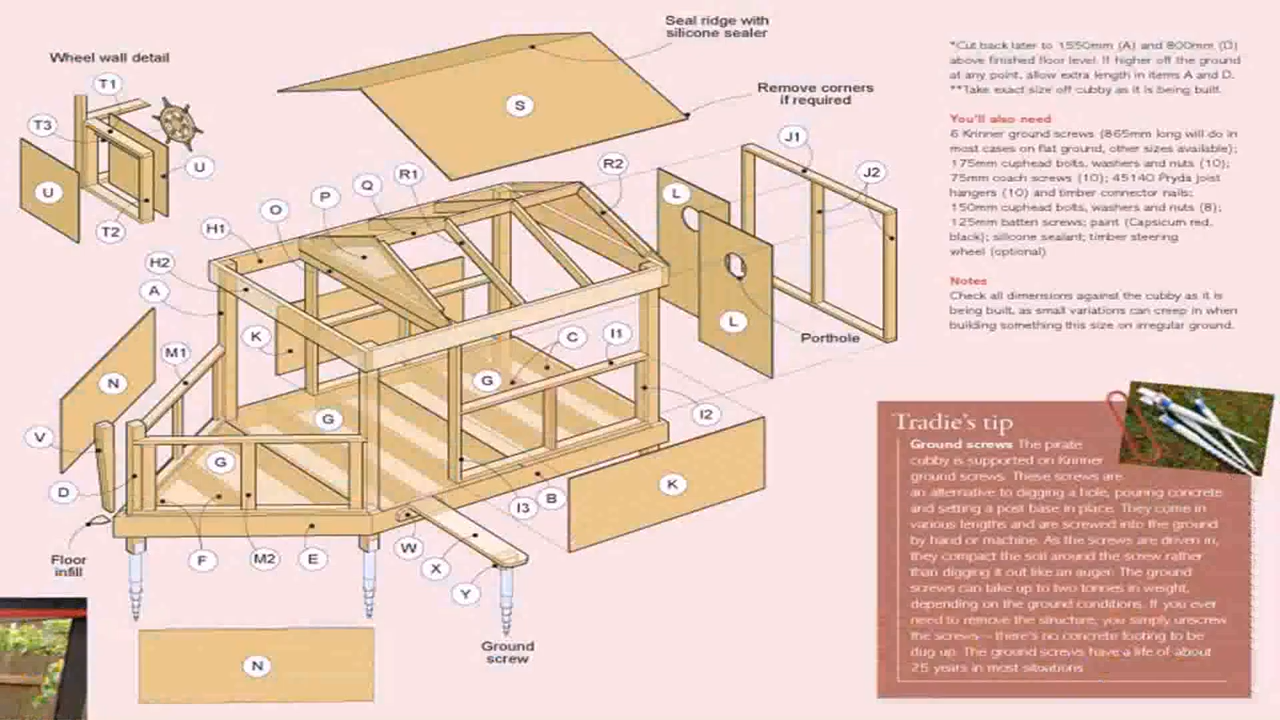 Seal ridge with
silicone sealer
Wheel wall detail
T1
T3
U
U
T2
S
Remove corners
if required
J1
J2
R2
R1
Q
P
O
H1
H2
A
L
L
Porthole
K
C
I1
G
G
G
I2
M1
N
V
D
K
B
I3
W
X
Y
F
M2
E
Floor
infill
Ground
screw
N
*Cut back later to 1550mm (A) and 800mm (D)
above finished floor level. If higher off the ground
at any point, allow extra length in items A and D.
**Take exact size off cubby as it is being built.
You'll also need
6 Krinner ground screws (865mm long will do in
most cases on flat ground, other sizes available);
175mm cuphead bolts, washers and nuts (10);
75mm coach screws (10); 45140 Pryda joist
hangers (10) and timber connector nails;
150mm cuphead bolts, washers and nuts (8);
125mm batten screws; paint (Capsicum red,
black); silicone sealant; timber steering
wheel (optional)
Notes
Check all dimensions against the cubby as it is
being built, as small variations can creep in when
building something this size on irregular ground.
Tradie's tip
Ground screws The pirate
cubby is supported on Krinner
ground screws. These screws are
an alternative to digging a hole, pouring concrete
and setting a post base in place. They come in
various lengths and are screwed into the ground
by hand or machine. As the screws are driven in,
they compact the soil around the screw rather
than digging it out like an auger. The ground
screws can take up to two tonnes in weight,
depending on the ground conditions. If you ever
need to remove the structure, you simply unscrew
the screws – there's no concrete footing to be
dug up. The ground screws have a life of about
25 years in most situations